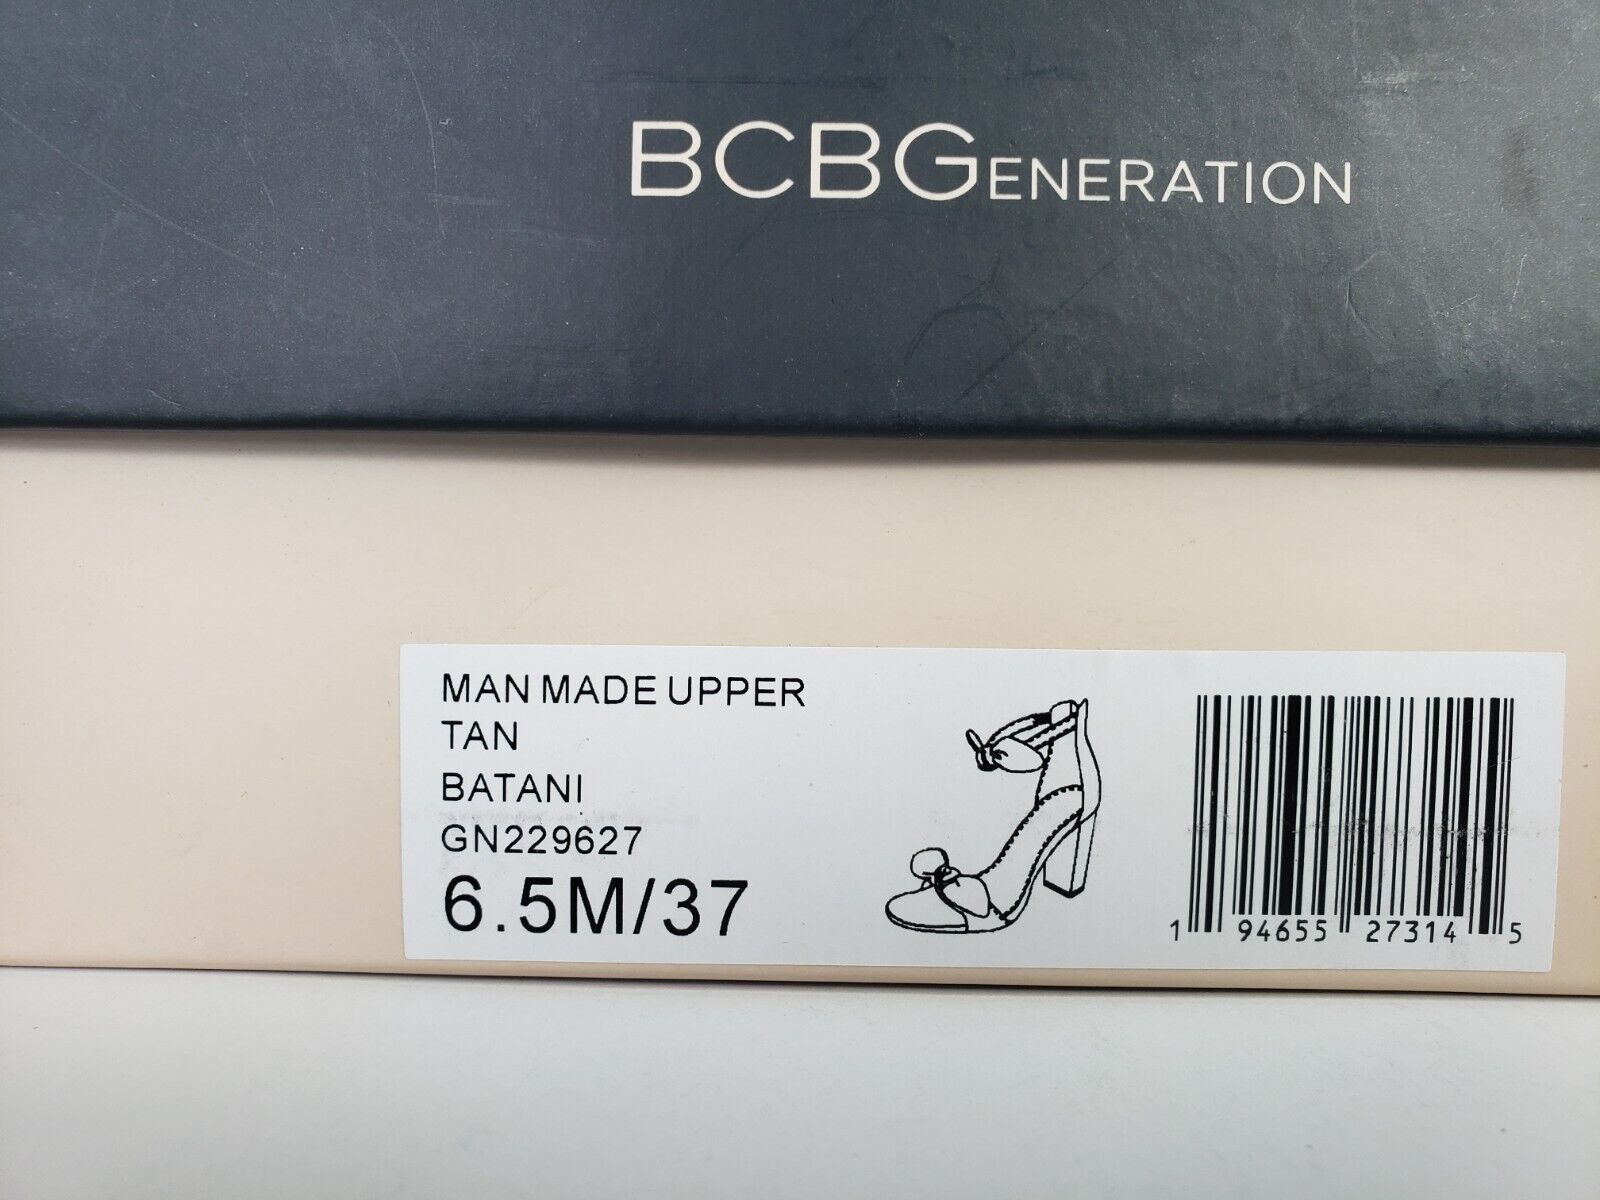 BCBGENERATION
MAN MADE UPPER
TAN
BATANI
GN229627
6.5M/37
1 94655 27314 5